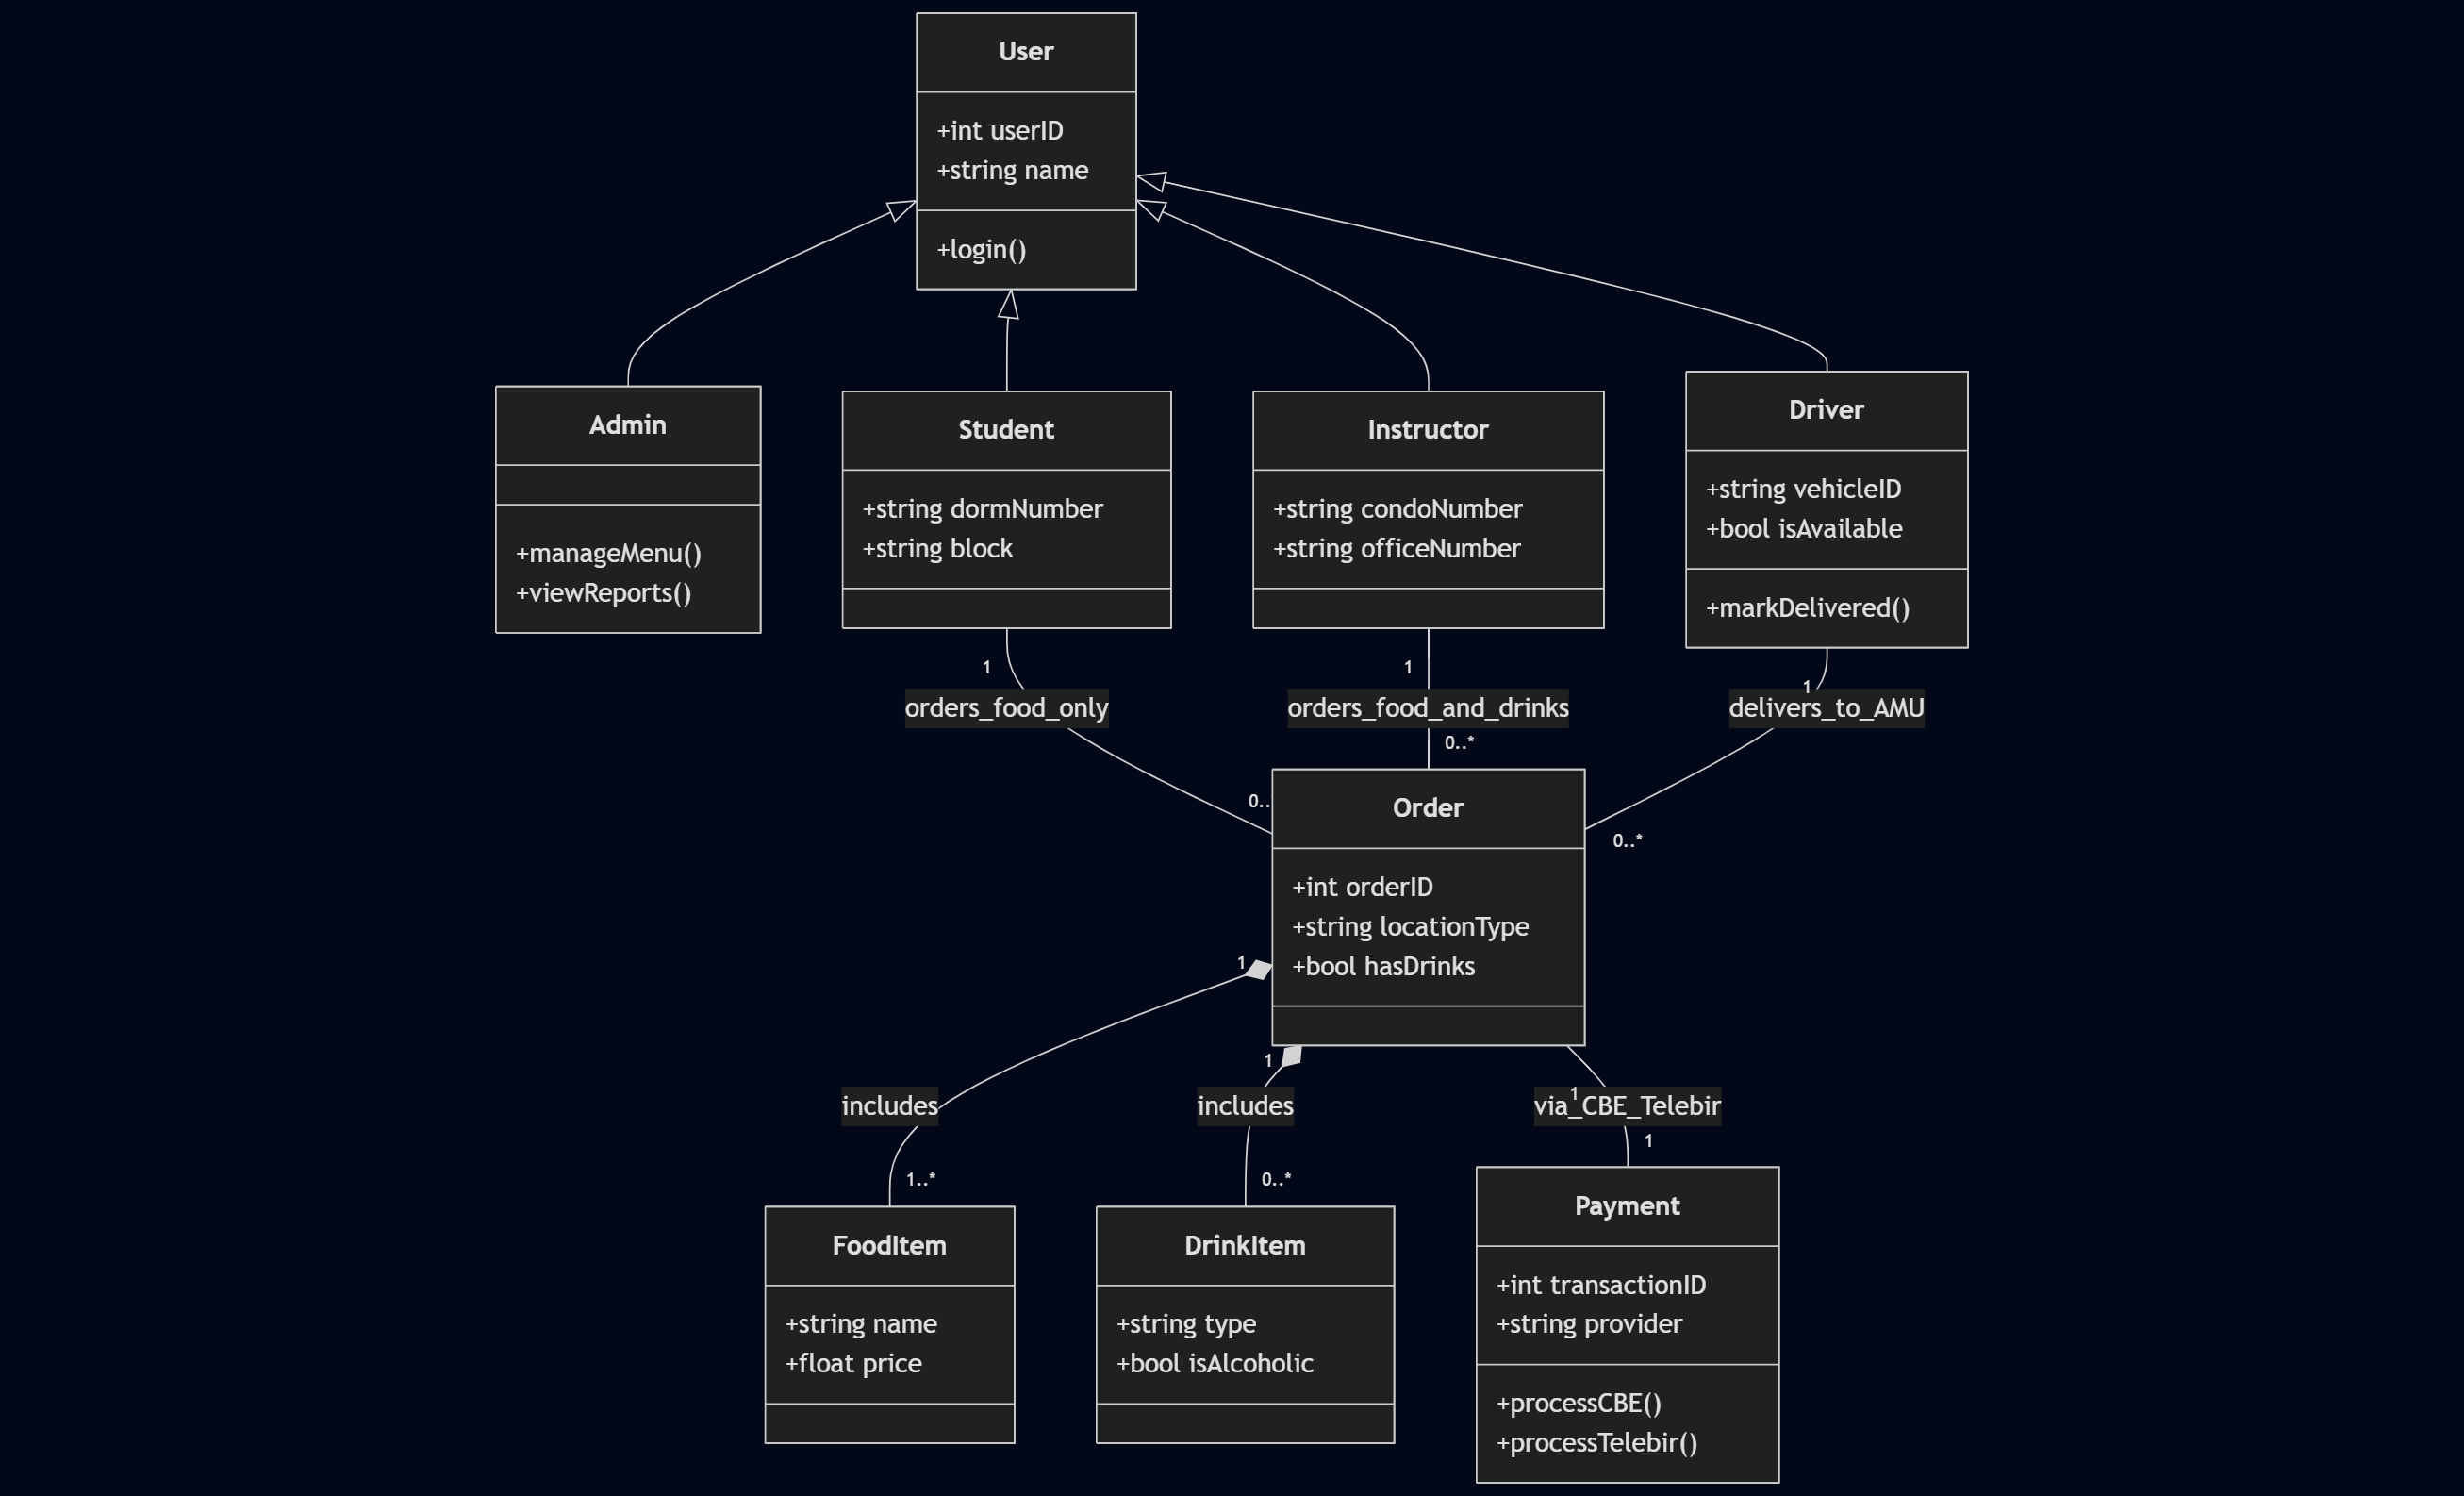 User
+int userID
+string name
+login()
Admin
+manageMenu()
+viewReports()
Student
+string dormNumber
+string block
Instructor
+string condoNumber
+string officeNumber
Driver
+string vehicleID
+bool isAvailable
+markDelivered()
1
orders_food_only
0..
1
orders_food_and_drinks
0..*
1
delivers_to_AMU
0..*
Order
+int orderID
+string locationType
+bool hasDrinks
1
includes
1..*
1
includes
0..*
1
via_CBE_Telebir
1
FoodItem
+string name
+float price
DrinkItem
+string type
+bool isAlcoholic
Payment
+int transactionID
+string provider
+processCBE()
+processTelebir()